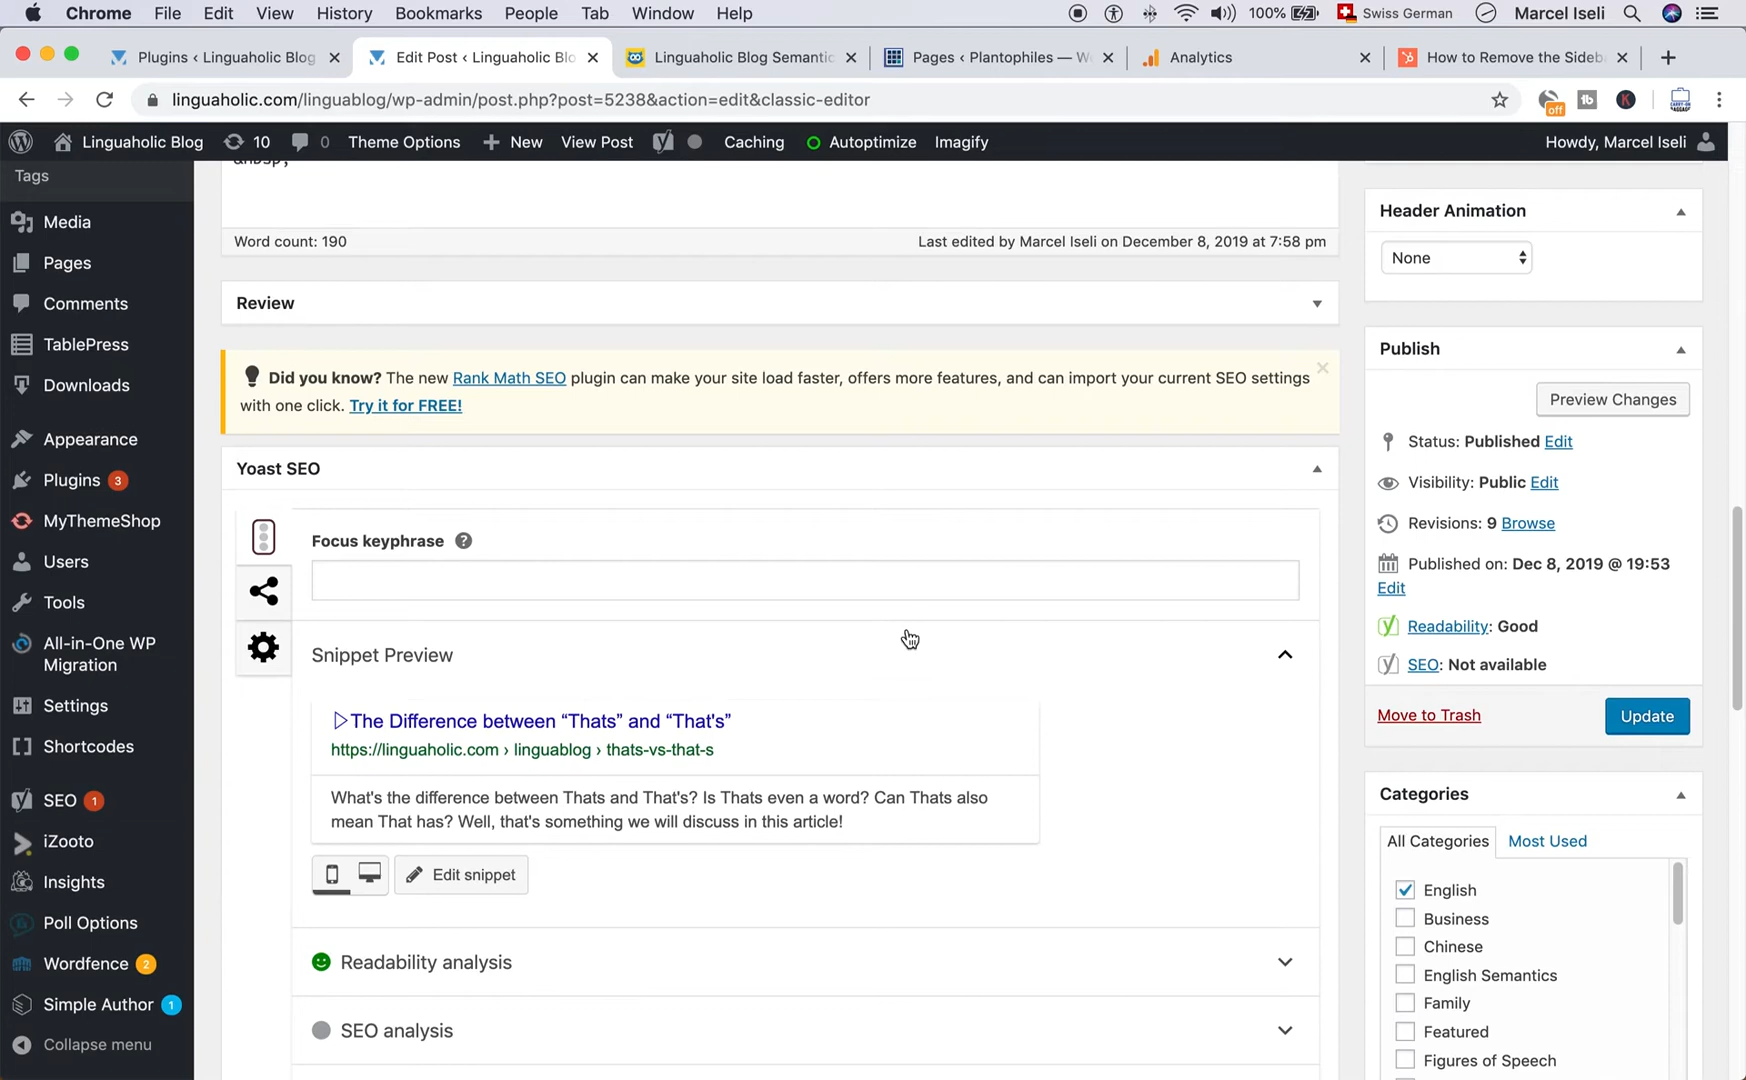 Chrome File Edit View History Bookmarks People Tab Window Help 100% Swiss German Marcel Iseli
Plugins ‹ Linguaholic Blog
Edit Post ‹ Linguaholic Blo
Linguaholic Blog Semantic
Pages ‹ Plantophiles — W
Analytics
How to Remove the Sideb
linguaholic.com/linguablog/wp-admin/post.php?post=5238&action=edit&classic-editor
off
tb
K
Linguaholic Blog 10 0 Theme Options New View Post Caching Autoptimize Imagify Howdy, Marcel Iseli
Tags
Media
Pages
Comments
TablePress
Downloads
Appearance
Plugins 3
MyThemeShop
Users
Tools
All-in-One WP
Migration
Settings
Shortcodes
SEO 1
iZooto
Insights
Poll Options
Wordfence 2
Simple Author 1
Collapse menu
&nbsp;
Word count: 190
Last edited by Marcel Iseli on December 8, 2019 at 7:58 pm
Review
Did you know? The new Rank Math SEO plugin can make your site load faster, offers more features, and can import your current SEO settings
with one click. Try it for FREE!
Yoast SEO
Focus keyphrase
Snippet Preview
▷The Difference between “Thats” and “That's”
https://linguaholic.com › linguablog › thats-vs-that-s
What's the difference between Thats and That's? Is Thats even a word? Can Thats also
mean That has? Well, that's something we will discuss in this article!
Edit snippet
Readability analysis
SEO analysis
Header Animation
None
Publish
Preview Changes
Status: Published Edit
Visibility: Public Edit
Revisions: 9 Browse
Published on: Dec 8, 2019 @ 19:53
Edit
Readability: Good
SEO: Not available
Move to Trash
Update
Categories
All Categories
Most Used
English
Business
Chinese
English Semantics
Family
Featured
Figures of Speech